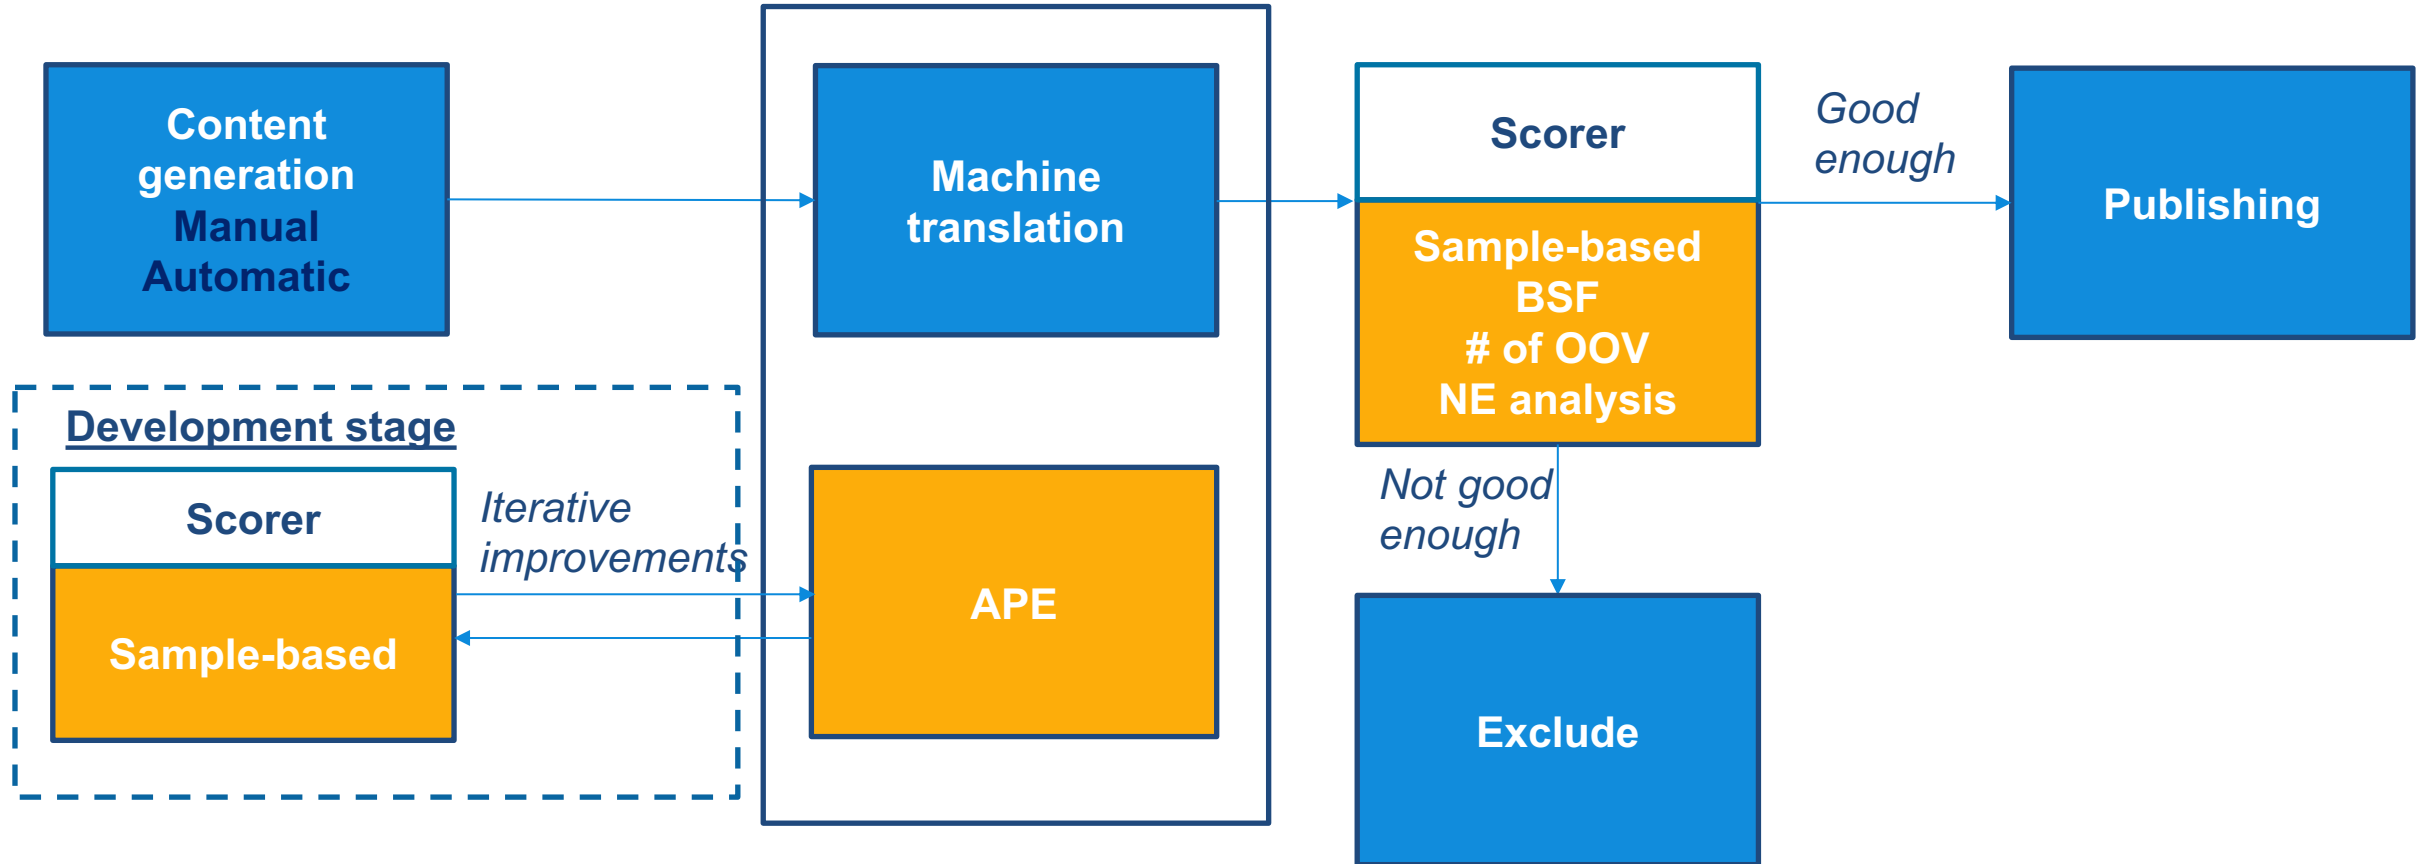 Content
generation
Manual
Automatic
Machine
translation
Scorer
Sample-based
BSF
# of OOV
NE analysis
Good
enough
Publishing
Not good
enough
Exclude
Development stage
Scorer
Sample-based
Iterative
improvements
APE